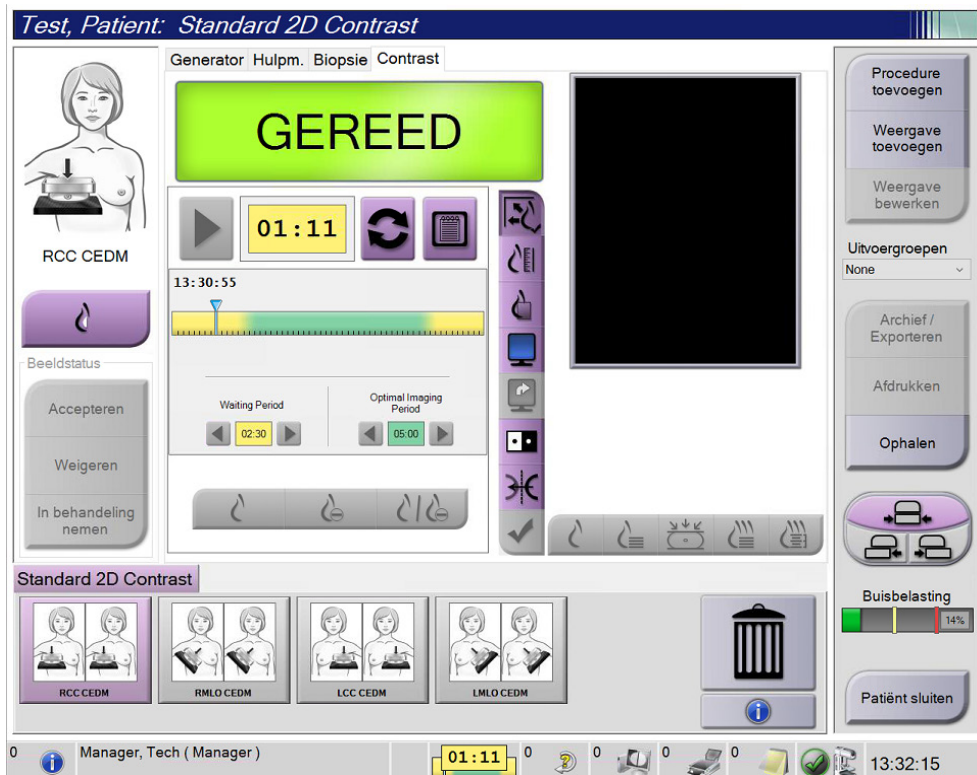 Test, Patient: Standard 2D Contrast
Generator Hulpm. Biopsie Contrast
GEREED
RCC CEDM
01:11
13:30:55
Waiting Period
Optimal Imaging
Period
02:30
05:00
Beeldstatus
Accepteren
Weigeren
In behandeling
nemen
Procedure
toevoegen
Weergave
toevoegen
Weergave
bewerken
Uitvoergroepen
None
Archief /
Exporteren
Afdrukken
Ophalen
Buisbelasting
14%
Patiënt sluiten
Standard 2D Contrast
RCC CEDM
RMLO CEDM
LCC CEDM
LMLO CEDM
0 Manager, Tech ( Manager ) 01:11 0 0 0 0 13:32:15